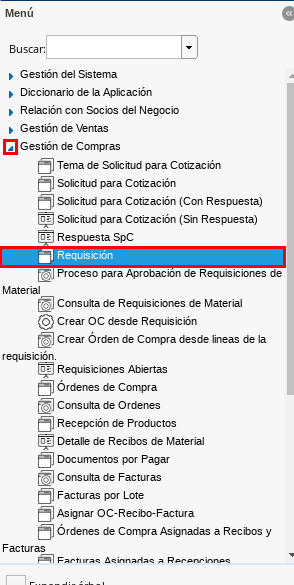 Menú
Buscar:
Gestión del Sistema
Diccionario de la Aplicación
Relación con Socios del Negocio
Gestión de Ventas
Gestión de Compras
Tema de Solicitud para Cotización
Solicitud para Cotización
Solicitud para Cotización (Con Respuesta)
Solicitud para Cotización (Sin Respuesta)
Respuesta SpC
Requisición
Proceso para Aprobación de Requisiciones de
Material
Consulta de Requisiciones de Material
Crear OC desde Requisición
Crear Órden de Compra desde lineas de la
requisición.
Requisiciones Abiertas
Órdenes de Compra
Consulta de Ordenes
Recepción de Productos
Detalle de Recibos de Material
Documentos por Pagar
Consulta de Facturas
Facturas por Lote
Asignar OC-Recibo-Factura
Órdenes de Compra Asignadas a Recibos y
Facturas
Facturas Asignadas a Recepciones
Expandir árbol